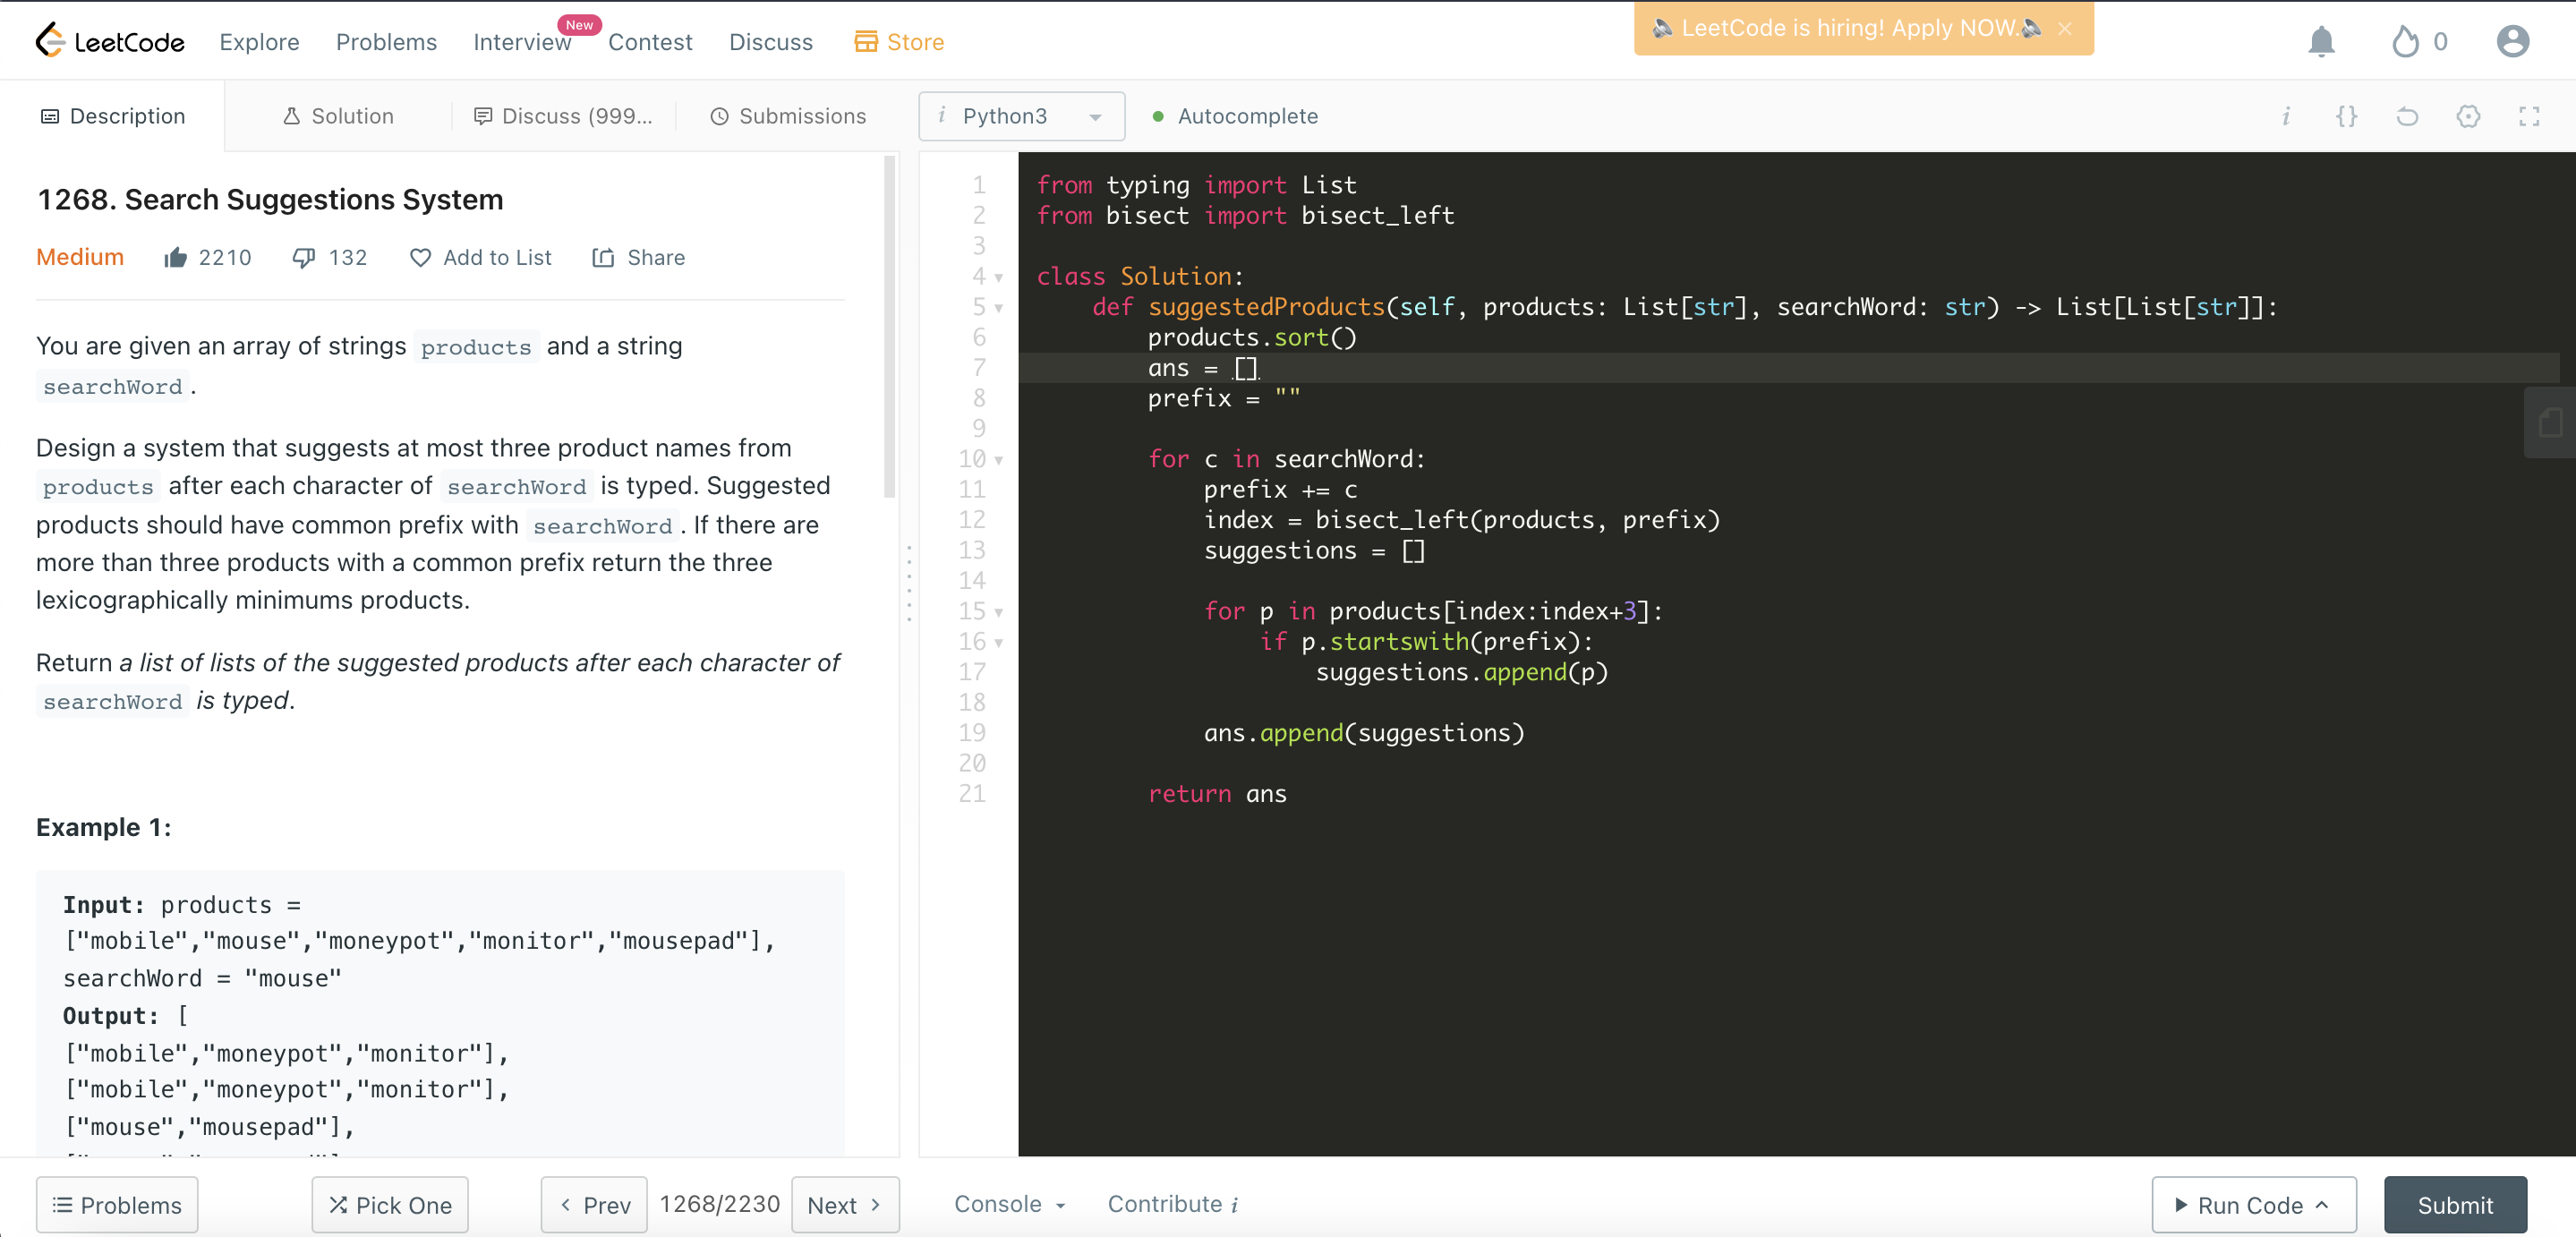 LeetCode Explore Problems Interview New Contest Discuss Store LeetCode is hiring! Apply NOW. 0
Description Solution Discuss (999... Submissions i Python3 Autocomplete i {}
1268. Search Suggestions System
Medium 2210 132 Add to List Share
You are given an array of strings products and a string
searchWord.
Design a system that suggests at most three product names from
products after each character of searchWord is typed. Suggested
products should have common prefix with searchWord. If there are
more than three products with a common prefix return the three
lexicographically minimums products.
Return a list of lists of the suggested products after each character of
searchWord is typed.
Example 1:
Input: products =
["mobile","mouse","moneypot","monitor","mousepad"],
searchWord = "mouse"
Output: [
["mobile","moneypot","monitor"],
["mobile","moneypot","monitor"],
["mouse","mousepad"],
1 from typing import List
2 from bisect import bisect_left
3
4 class Solution:
5     def suggestedProducts(self, products: List[str], searchWord: str) -> List[List[str]]:
6         products.sort()
7         ans = []
8         prefix = ""
9
10         for c in searchWord:
11             prefix += c
12             index = bisect_left(products, prefix)
13             suggestions = []
14
15             for p in products[index:index+3]:
16                 if p.startswith(prefix):
17                     suggestions.append(p)
18
19             ans.append(suggestions)
20
21         return ans
Problems Pick One Prev 1268/2230 Next Console Contribute i Run Code Submit